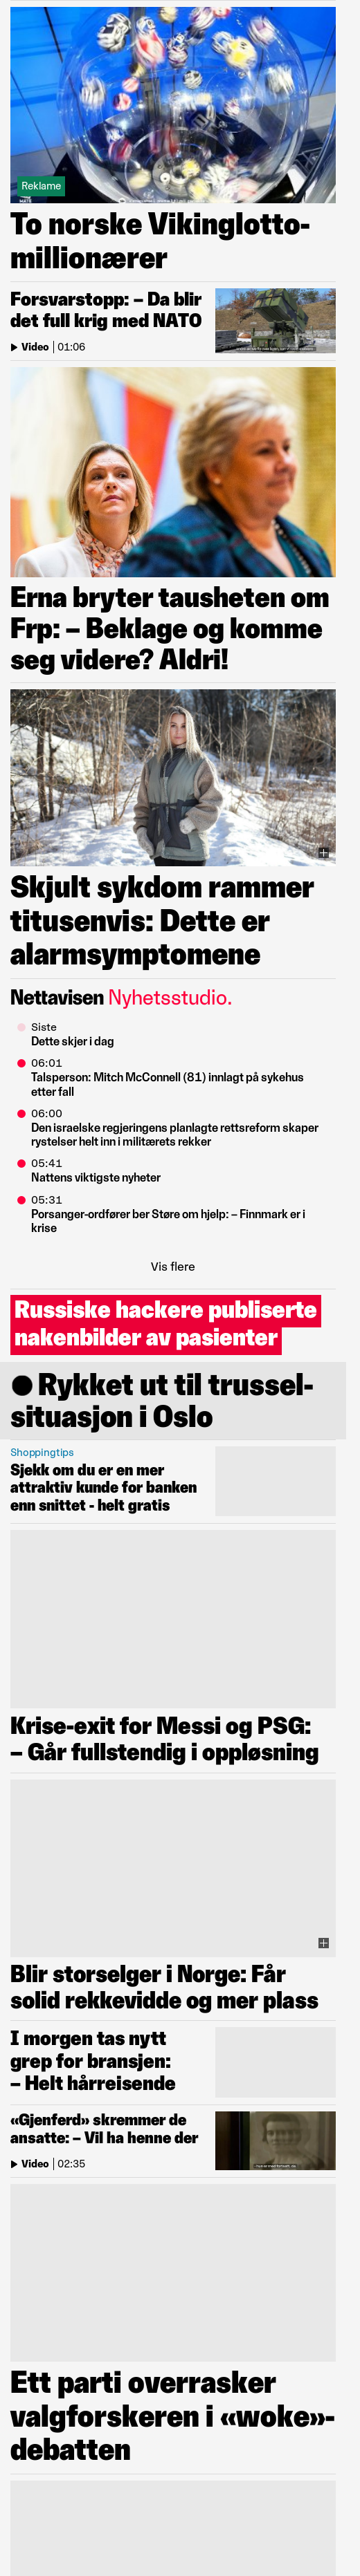 Reklame
To norske Vikinglotto-
millionærer
Forsvarstopp: – Da blir
det full krig med NATO
Video | 01:06
Erna bryter tausheten om
Frp: – Beklage og komme
seg videre? Aldri!
Skjult sykdom rammer
titusenvis: Dette er
alarmsymptomene
Nettavisen Nyhetsstudio.
Siste
Dette skjer i dag
06:01
Talsperson: Mitch McConnell (81) innlagt på sykehus
etter fall
06:00
Den israelske regjeringens planlagte rettsreform skaper
rystelser helt inn i militærets rekker
05:41
Nattens viktigste nyheter
05:31
Porsanger-ordfører ber Støre om hjelp: – Finnmark er i
krise
Vis flere
Russiske hackere publiserte
nakenbilder av pasienter
Rykket ut til trussel-
situasjon i Oslo
Shoppingtips
Sjekk om du er en mer
attraktiv kunde for banken
enn snittet - helt gratis
Krise-exit for Messi og PSG:
– Går fullstendig i oppløsning
Blir storselger i Norge: Får
solid rekkevidde og mer plass
I morgen tas nytt
grep for bransjen:
– Helt hårreisende
«Gjenferd» skremmer de
ansatte: – Vil ha henne der
Video | 02:35
Ett parti overrasker
valgforskeren i «woke»-
debatten